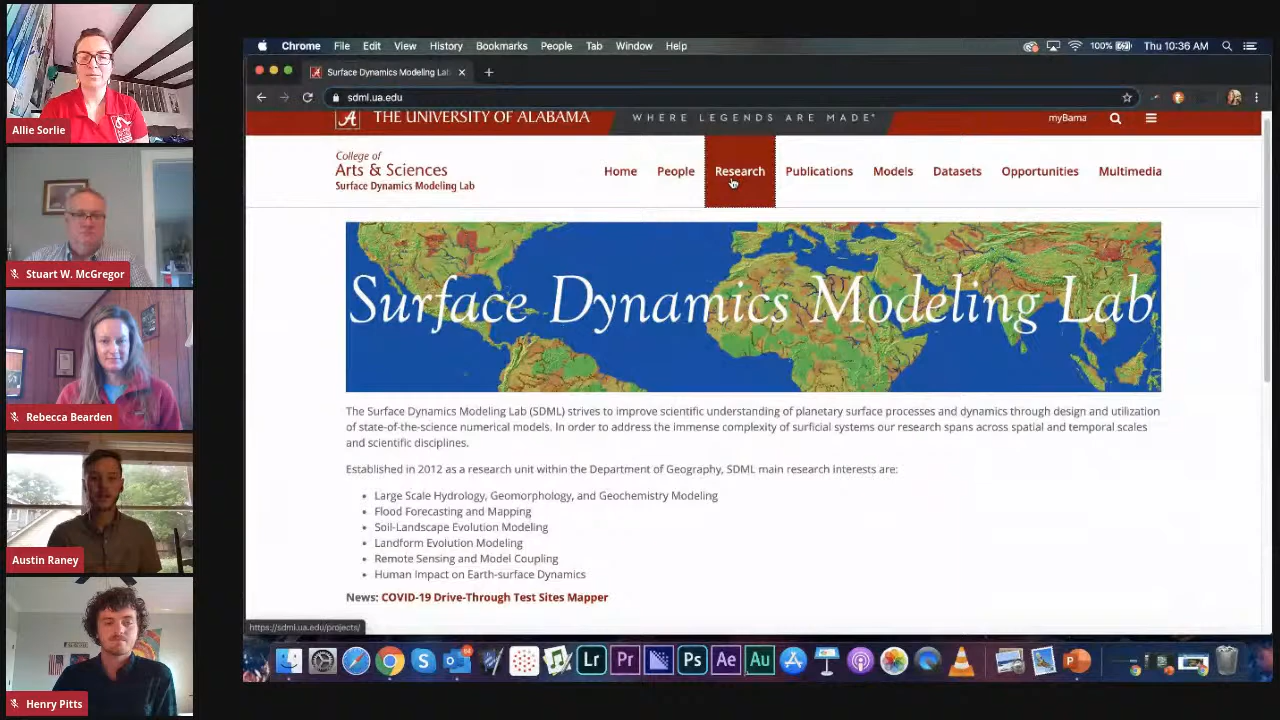 Allie Sorlie
Stuart W. McGregor
Rebecca Bearden
Austin Raney
Henry Pitts
Chrome File Edit View History Bookmarks People Tab Window Help
100% Thu 10:36 AM
Surface Dynamics Modeling Lab
sdml.ua.edu
A THE UNIVERSITY OF ALABAMA
WHERE LEGENDS ARE MADE®
myBama
College of
Arts & Sciences
Surface Dynamics Modeling Lab
Home People Research Publications Models Datasets Opportunities Multimedia
Surface Dynamics Modeling Lab
The Surface Dynamics Modeling Lab (SDML) strives to improve scientific understanding of planetary surface processes and dynamics through design and utilization
of state-of-the-science numerical models. In order to address the immense complexity of surficial systems our research spans across spatial and temporal scales
and scientific disciplines.
Established in 2012 as a research unit within the Department of Geography, SDML main research interests are:
• Large Scale Hydrology, Geomorphology, and Geochemistry Modeling
• Flood Forecasting and Mapping
• Soil-Landscape Evolution Modeling
• Landform Evolution Modeling
• Remote Sensing and Model Coupling
• Human Impact on Earth-surface Dynamics
News: COVID-19 Drive-Through Test Sites Mapper
https://sdml.ua.edu/projects/
Lr Pr Ps Ae Au